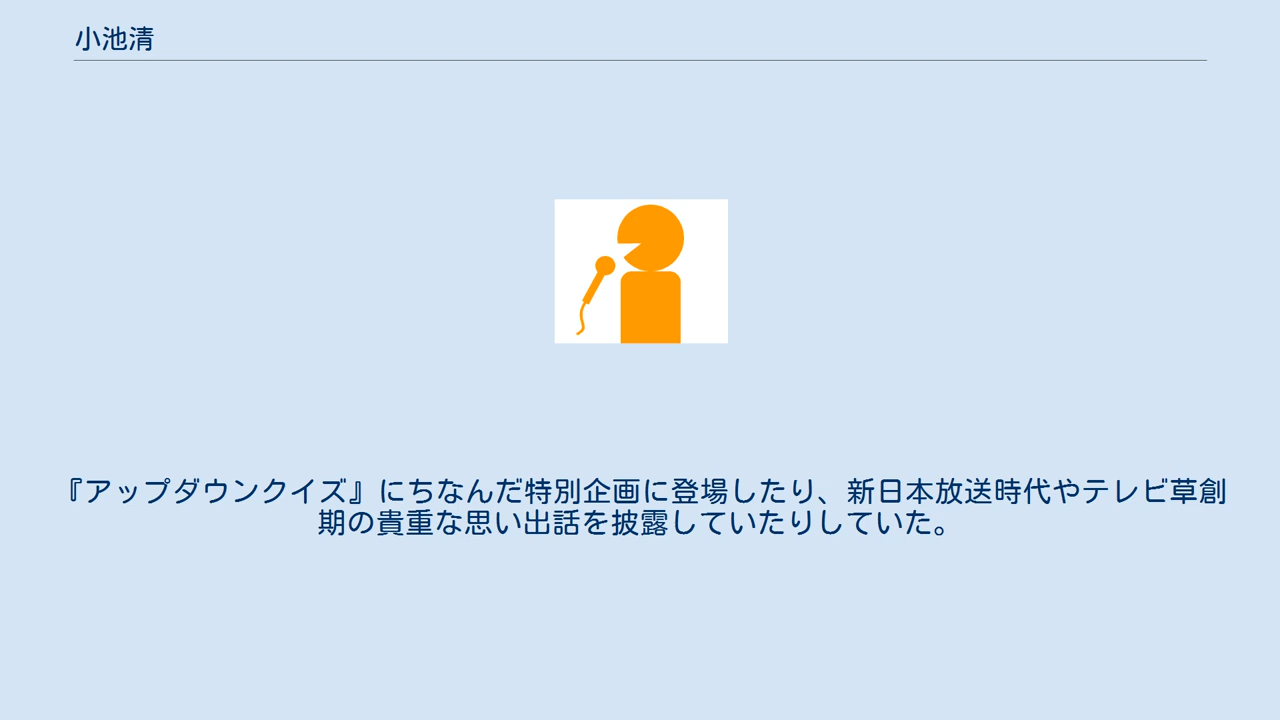 小池清
『アップダウンクイズ』にちなんだ特別企画に登場したり、新日本放送時代やテレビ草創
期の貴重な思い出話を披露していたりしていた。